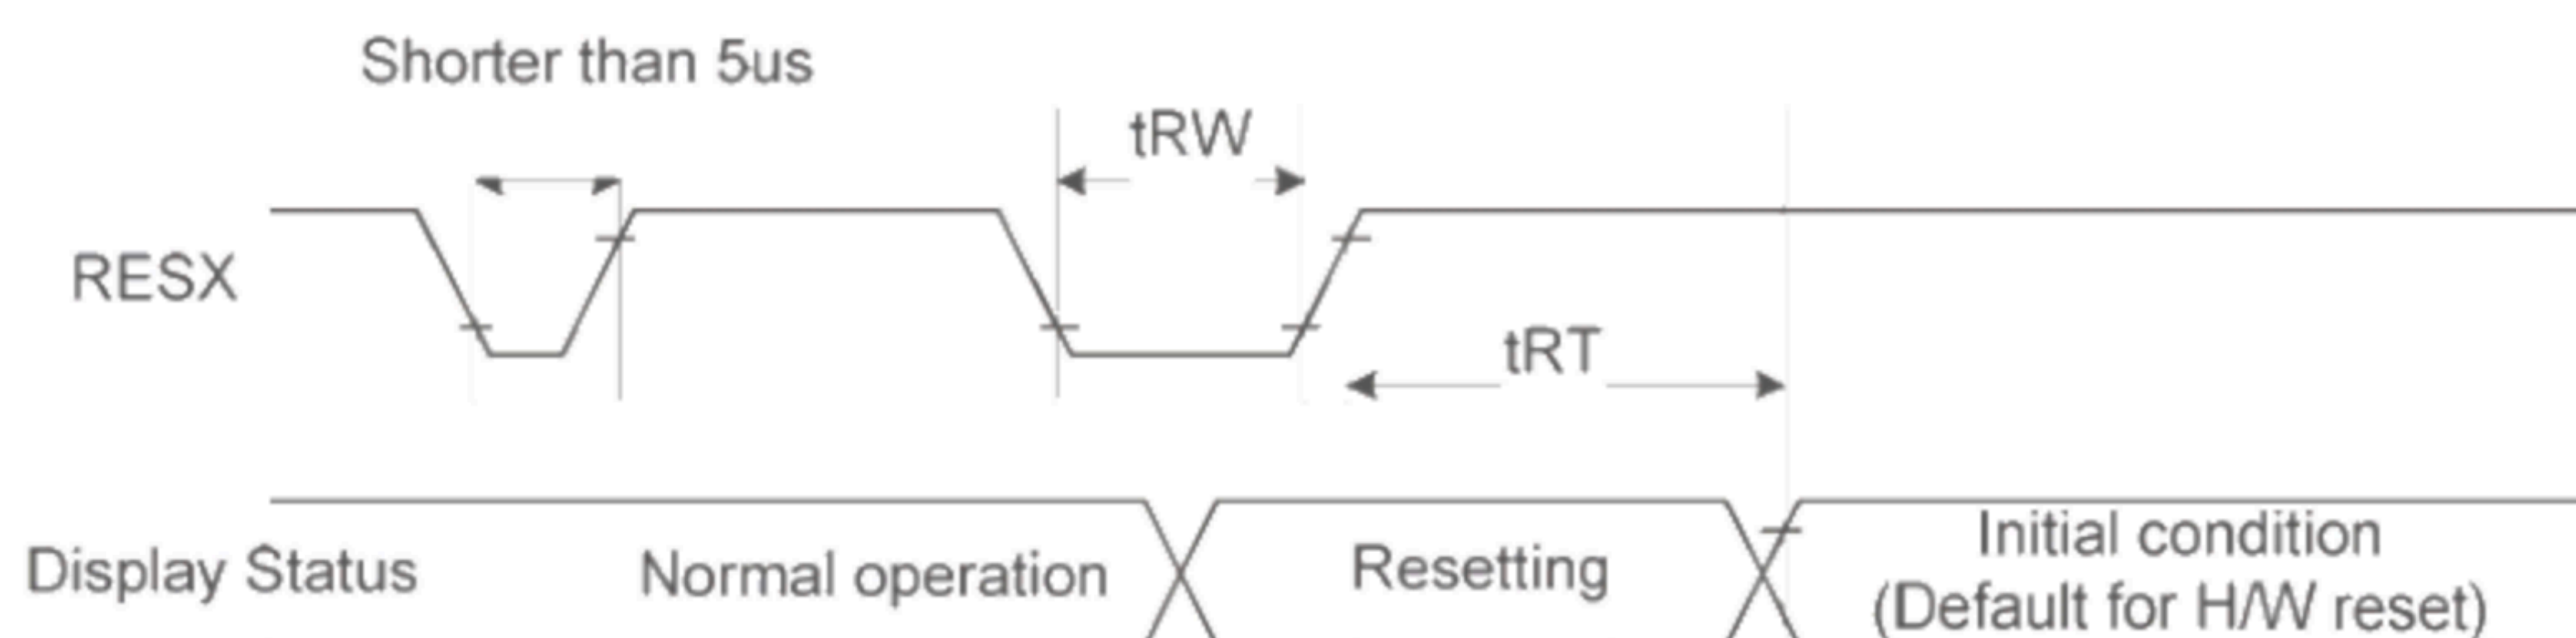 Shorter than 5us
tRW
RESX
tRT
Display Status
Normal operation
Resetting
Initial condition
(Default for H/W reset)